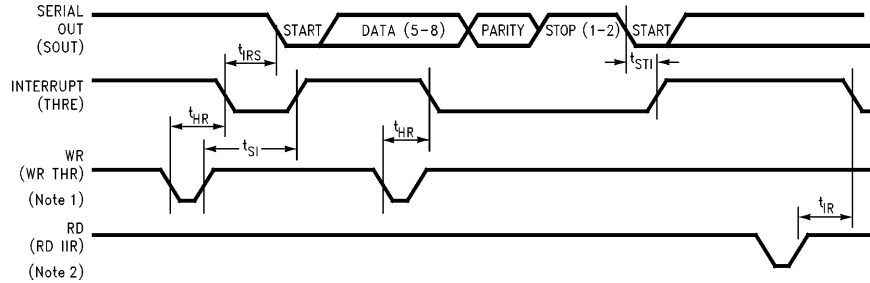 SERIAL
OUT
(SOUT)
START
DATA (5-8)
PARITY
STOP (1-2)
START
tIRS
tSTI
INTERRUPT
(THRE)
tHR
tSI
tHR
WR
(WR THR)
(Note 1)
RD
(RD IIR)
(Note 2)
tIR